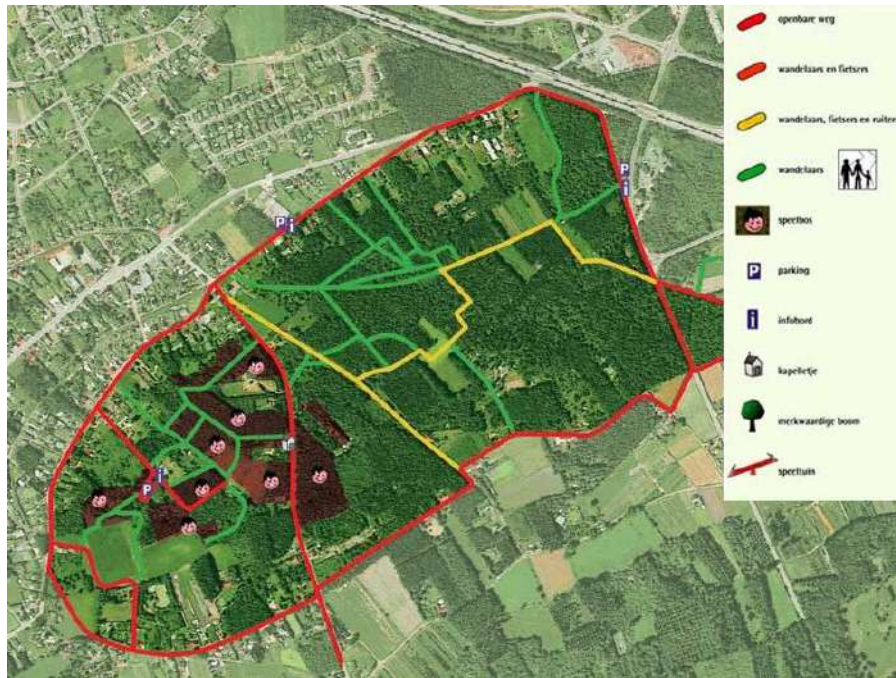 openbare weg
wandelaars en fietsers
wandelaars, fietsers en ruiters
wandelaars
speelbos
P parking
i infobord
kapelletje
merkwaardige boom
speeltuin
P i
P
i
P i